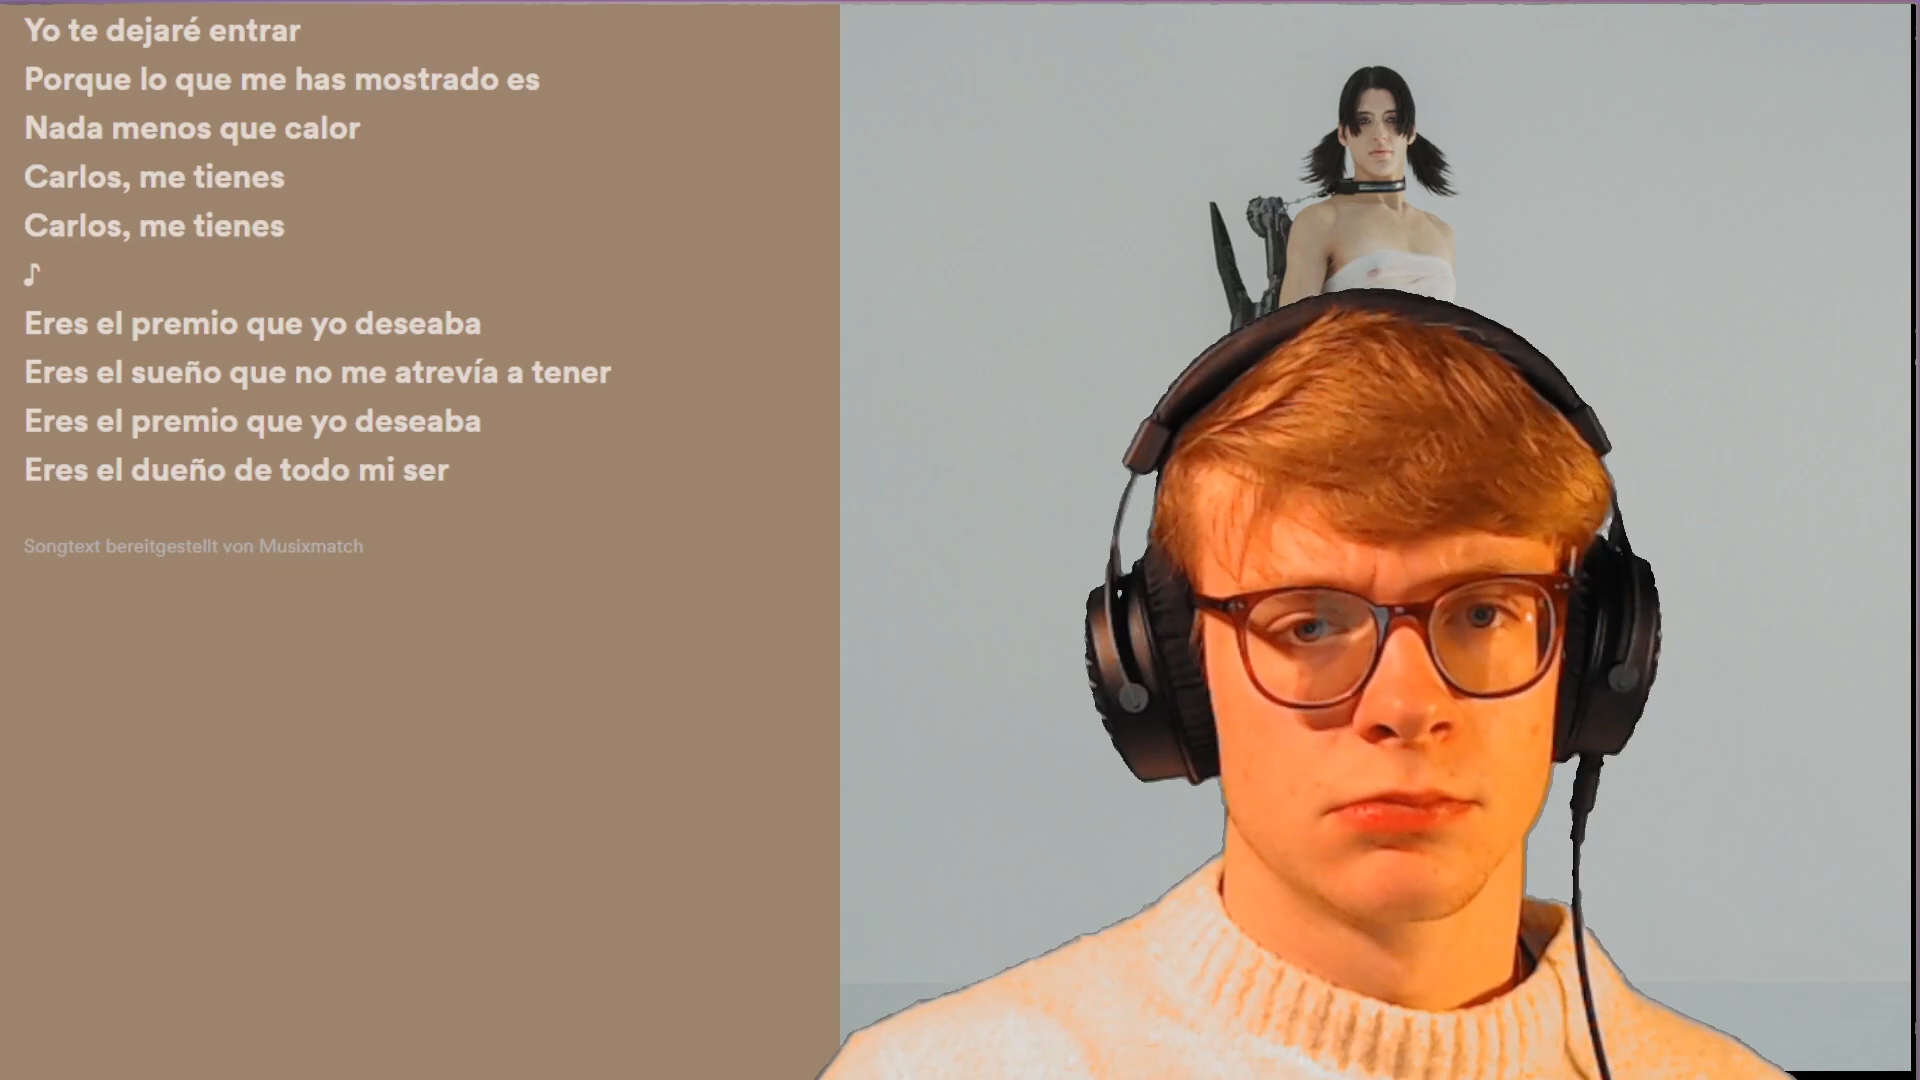 Yo te dejaré entrar
Porque lo que me has mostrado es
Nada menos que calor
Carlos, me tienes
Carlos, me tienes
♪
Eres el premio que yo deseaba
Eres el sueño que no me atrevía a tener
Eres el premio que yo deseaba
Eres el dueño de todo mi ser
Songtext bereitgestellt von Musixmatch